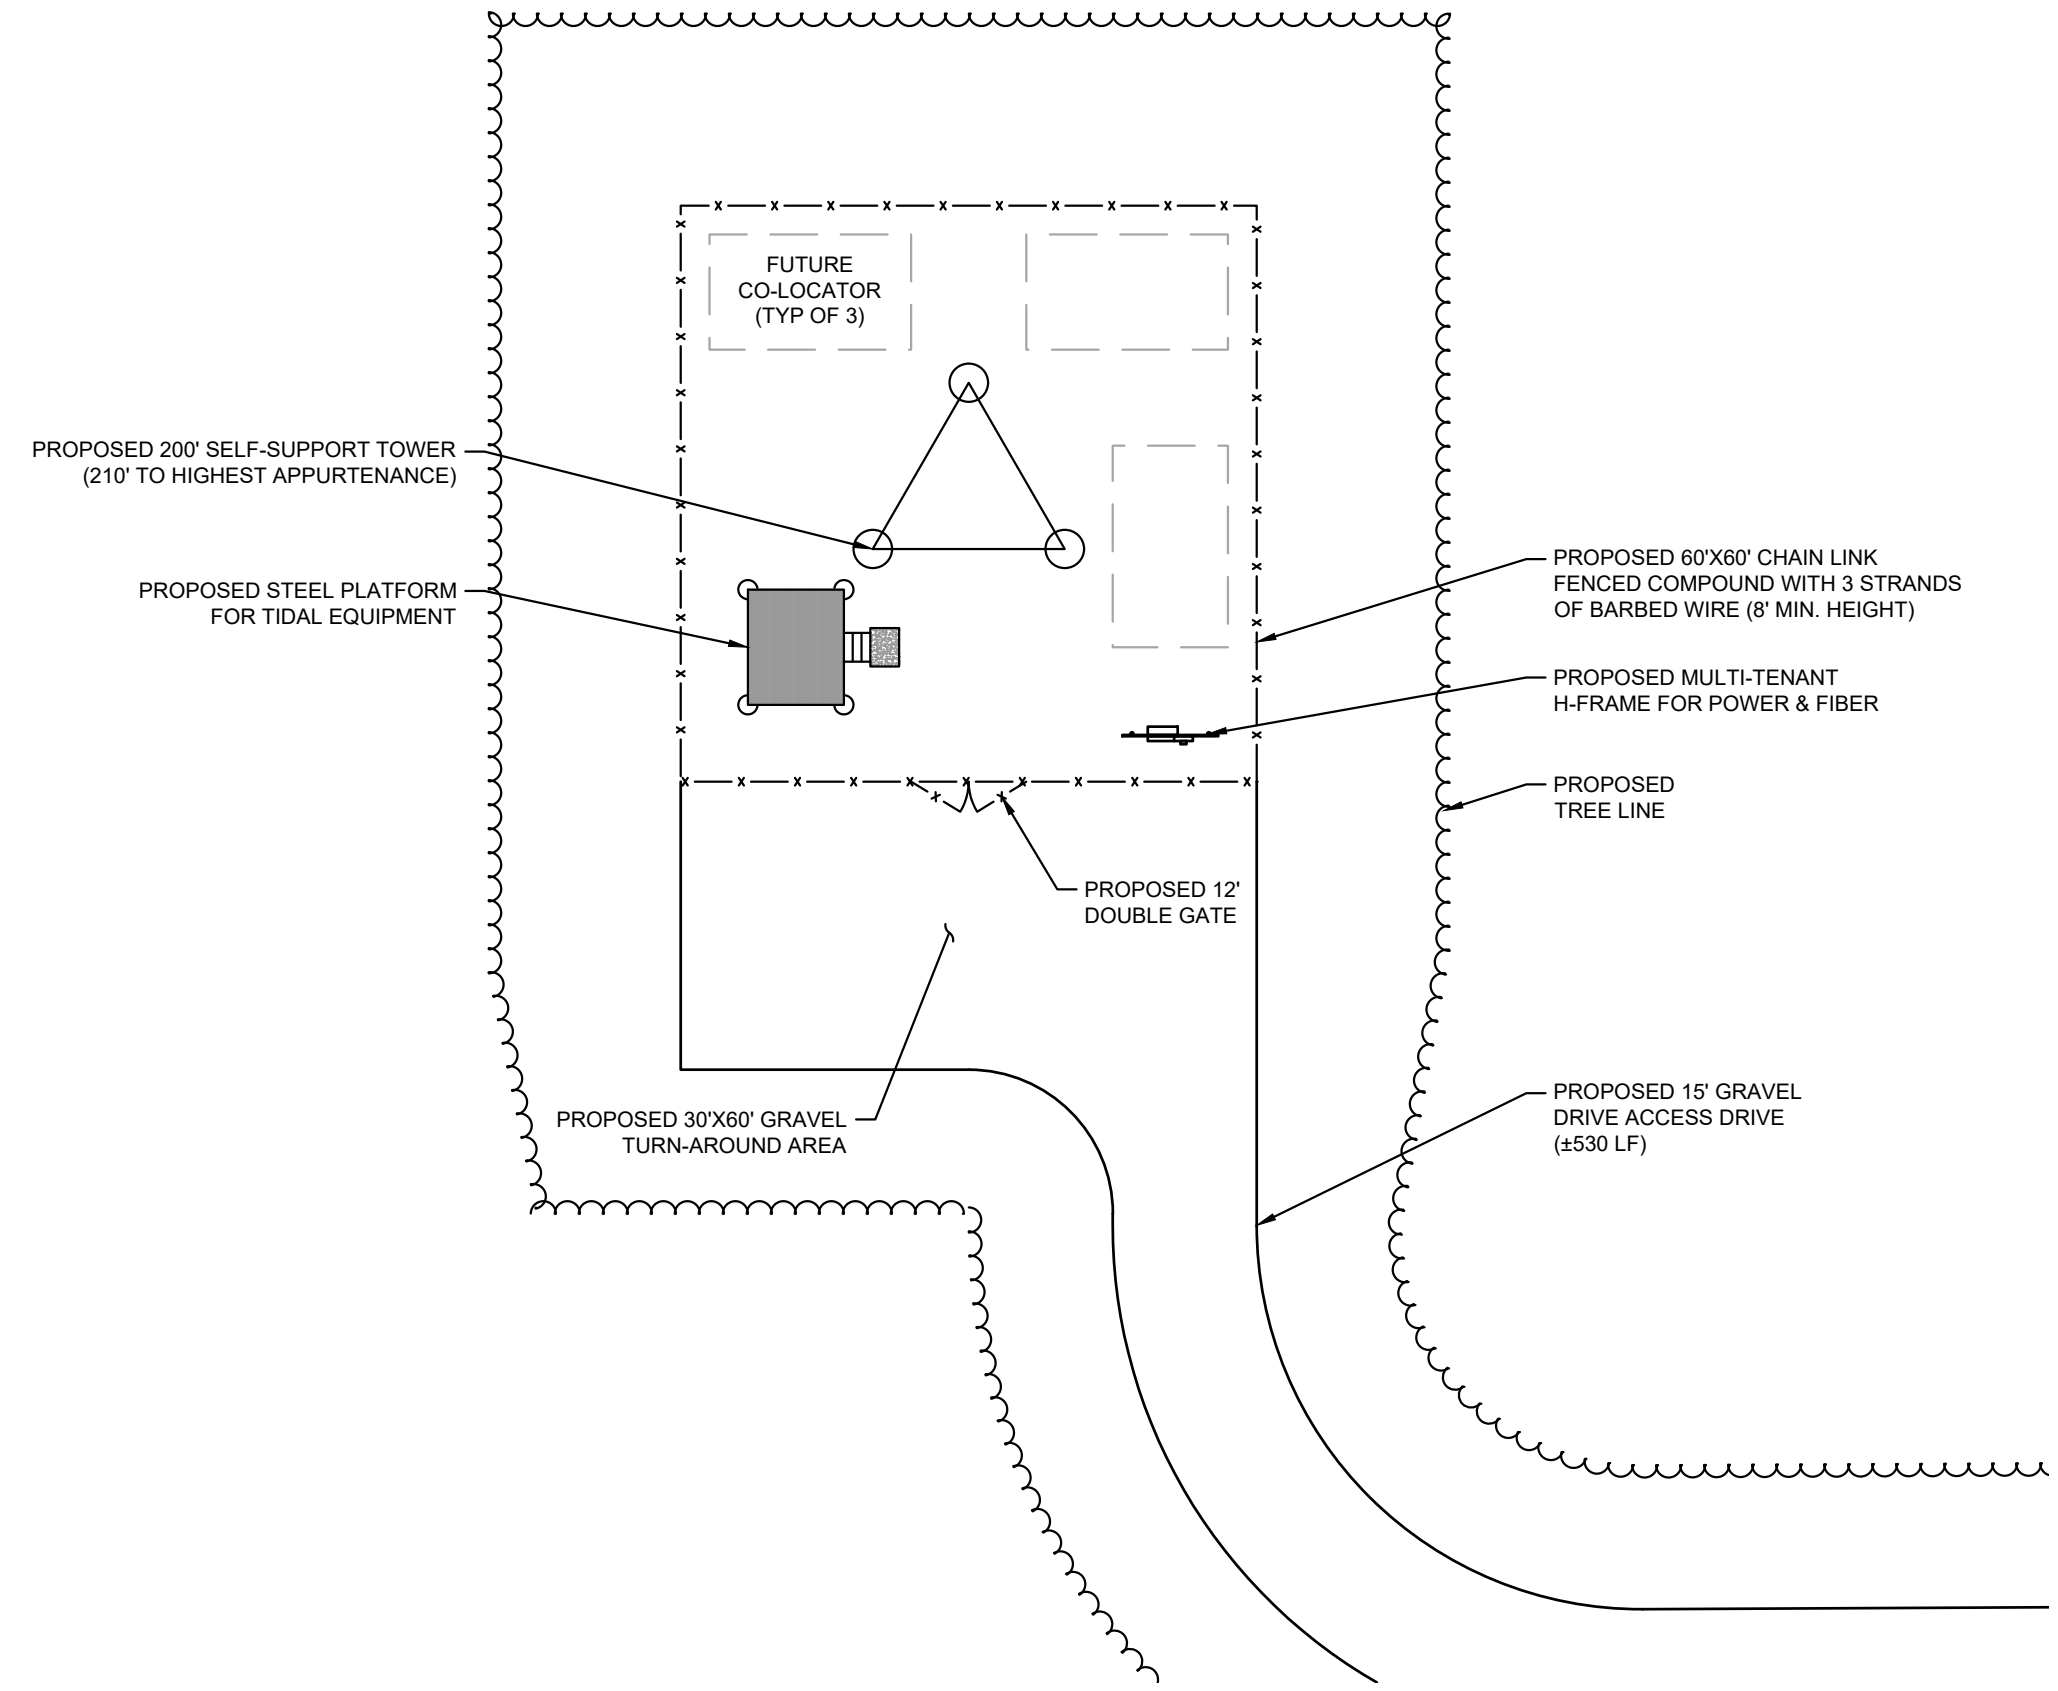 FUTURE
CO-LOCATOR
(TYP OF 3)
PROPOSED 200' SELF-SUPPORT TOWER
(210' TO HIGHEST APPURTENANCE)
PROPOSED STEEL PLATFORM
FOR TIDAL EQUIPMENT
PROPOSED 60'X60' CHAIN LINK
FENCED COMPOUND WITH 3 STRANDS
OF BARBED WIRE (8' MIN. HEIGHT)
PROPOSED MULTI-TENANT
H-FRAME FOR POWER & FIBER
PROPOSED
TREE LINE
PROPOSED 12'
DOUBLE GATE
PROPOSED 30'X60' GRAVEL
TURN-AROUND AREA
PROPOSED 15' GRAVEL
DRIVE ACCESS DRIVE
(±530 LF)